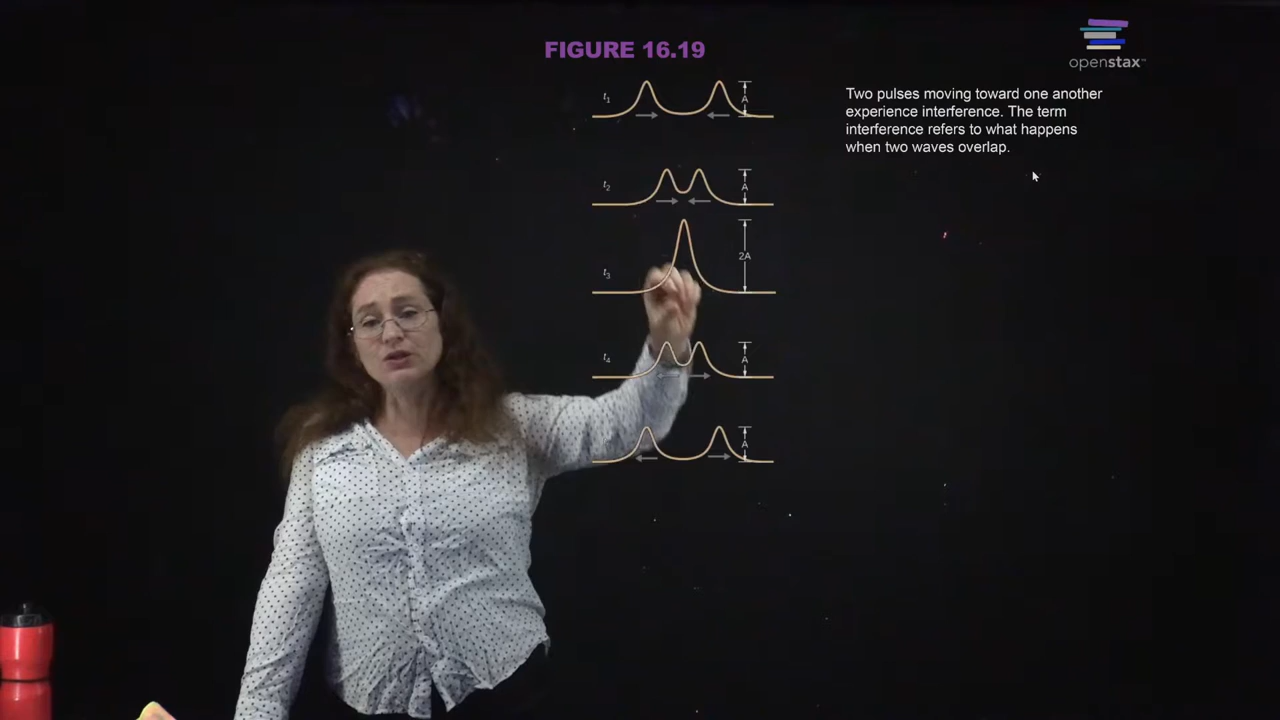 FIGURE 16.19
openstax™
Two pulses moving toward one another
experience interference. The term
interference refers to what happens
when two waves overlap.
t1
A
t2
A
t3
2A
t4
A
A